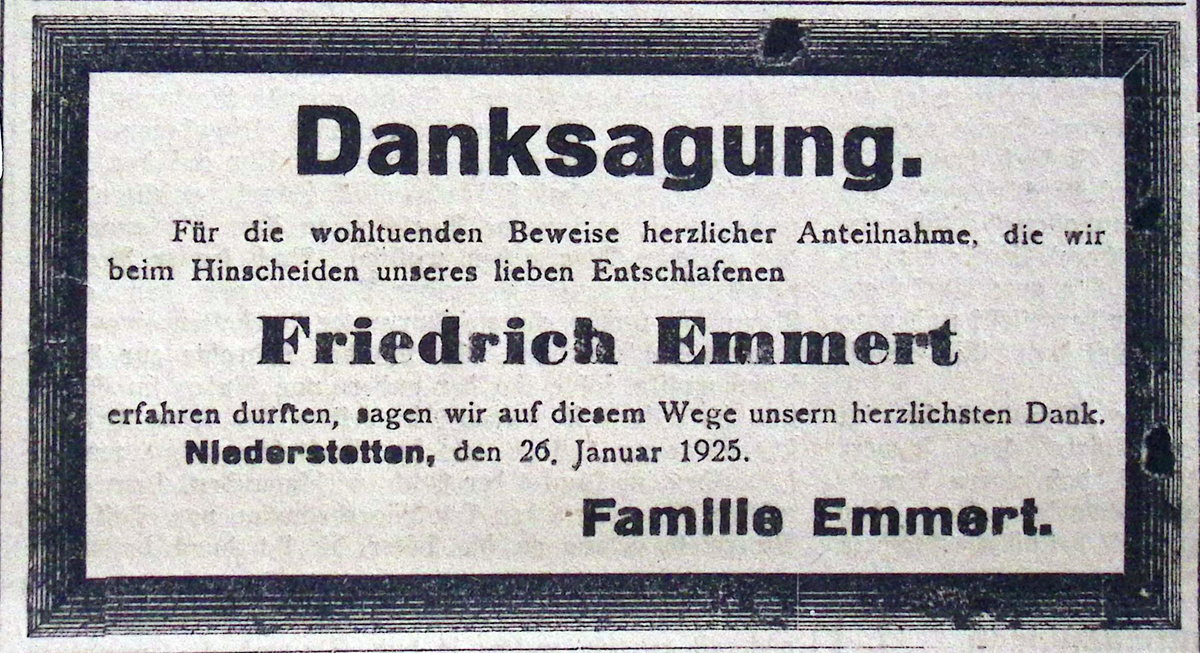 Danksagung.
Für die wohltuenden Beweise herzlicher Anteilnahme, die wir
beim Hinscheiden unseres lieben Entschlafenen
Friedrich Emmert
erfahren durften, sagen wir auf diesem Wege unsern herzlichsten Dank.
Niederstetten, den 26. Januar 1925.
Familie Emmert.